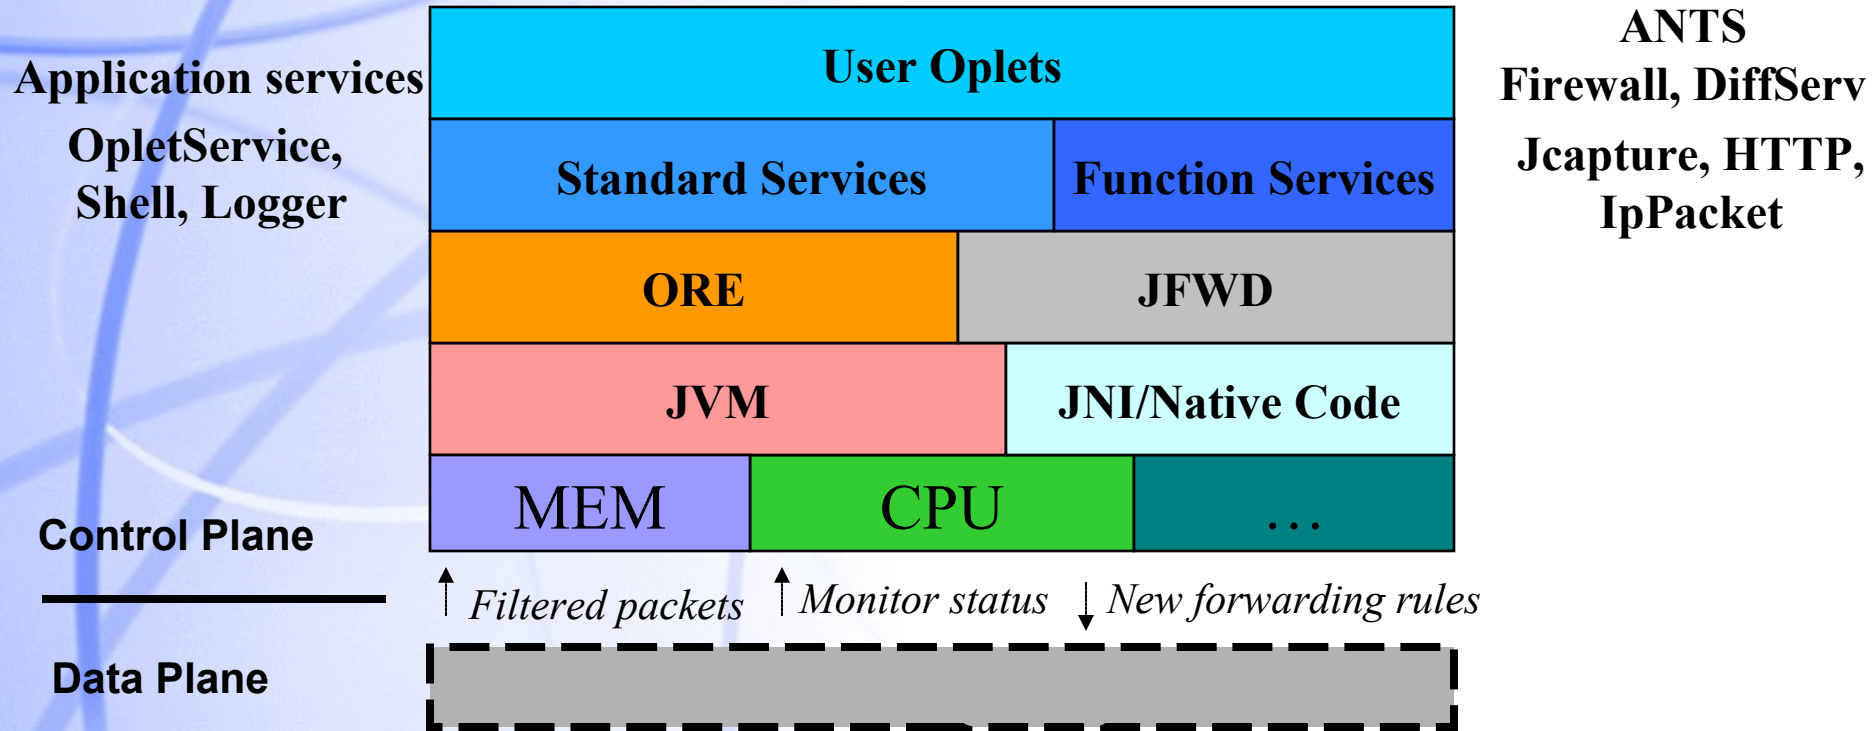 Application services
User Oplets
ANTS
Firewall, DiffServ
OpletService,
Shell, Logger
Standard Services
Function Services
Jcapture, HTTP,
IpPacket
ORE
JFWD
JVM
JNI/Native Code
MEM
CPU
…
Control Plane
Filtered packets
Monitor status
New forwarding rules
Data Plane